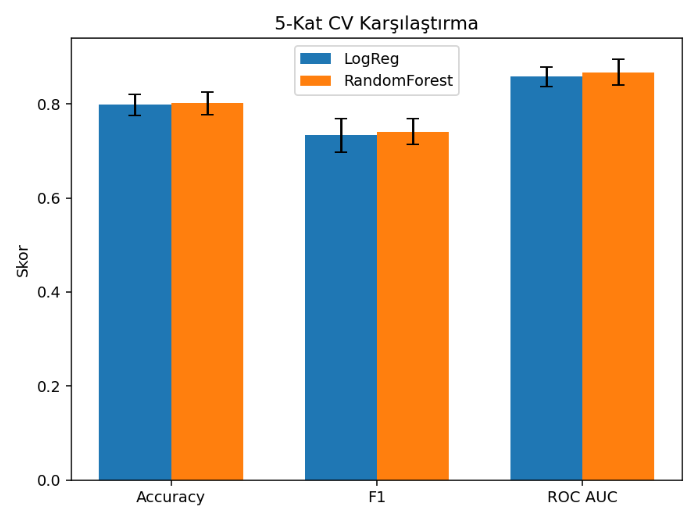 5-Kat CV Karşılaştırma
LogReg
RandomForest
Skor
0.8
0.6
0.4
0.2
0.0
Accuracy
F1
ROC AUC